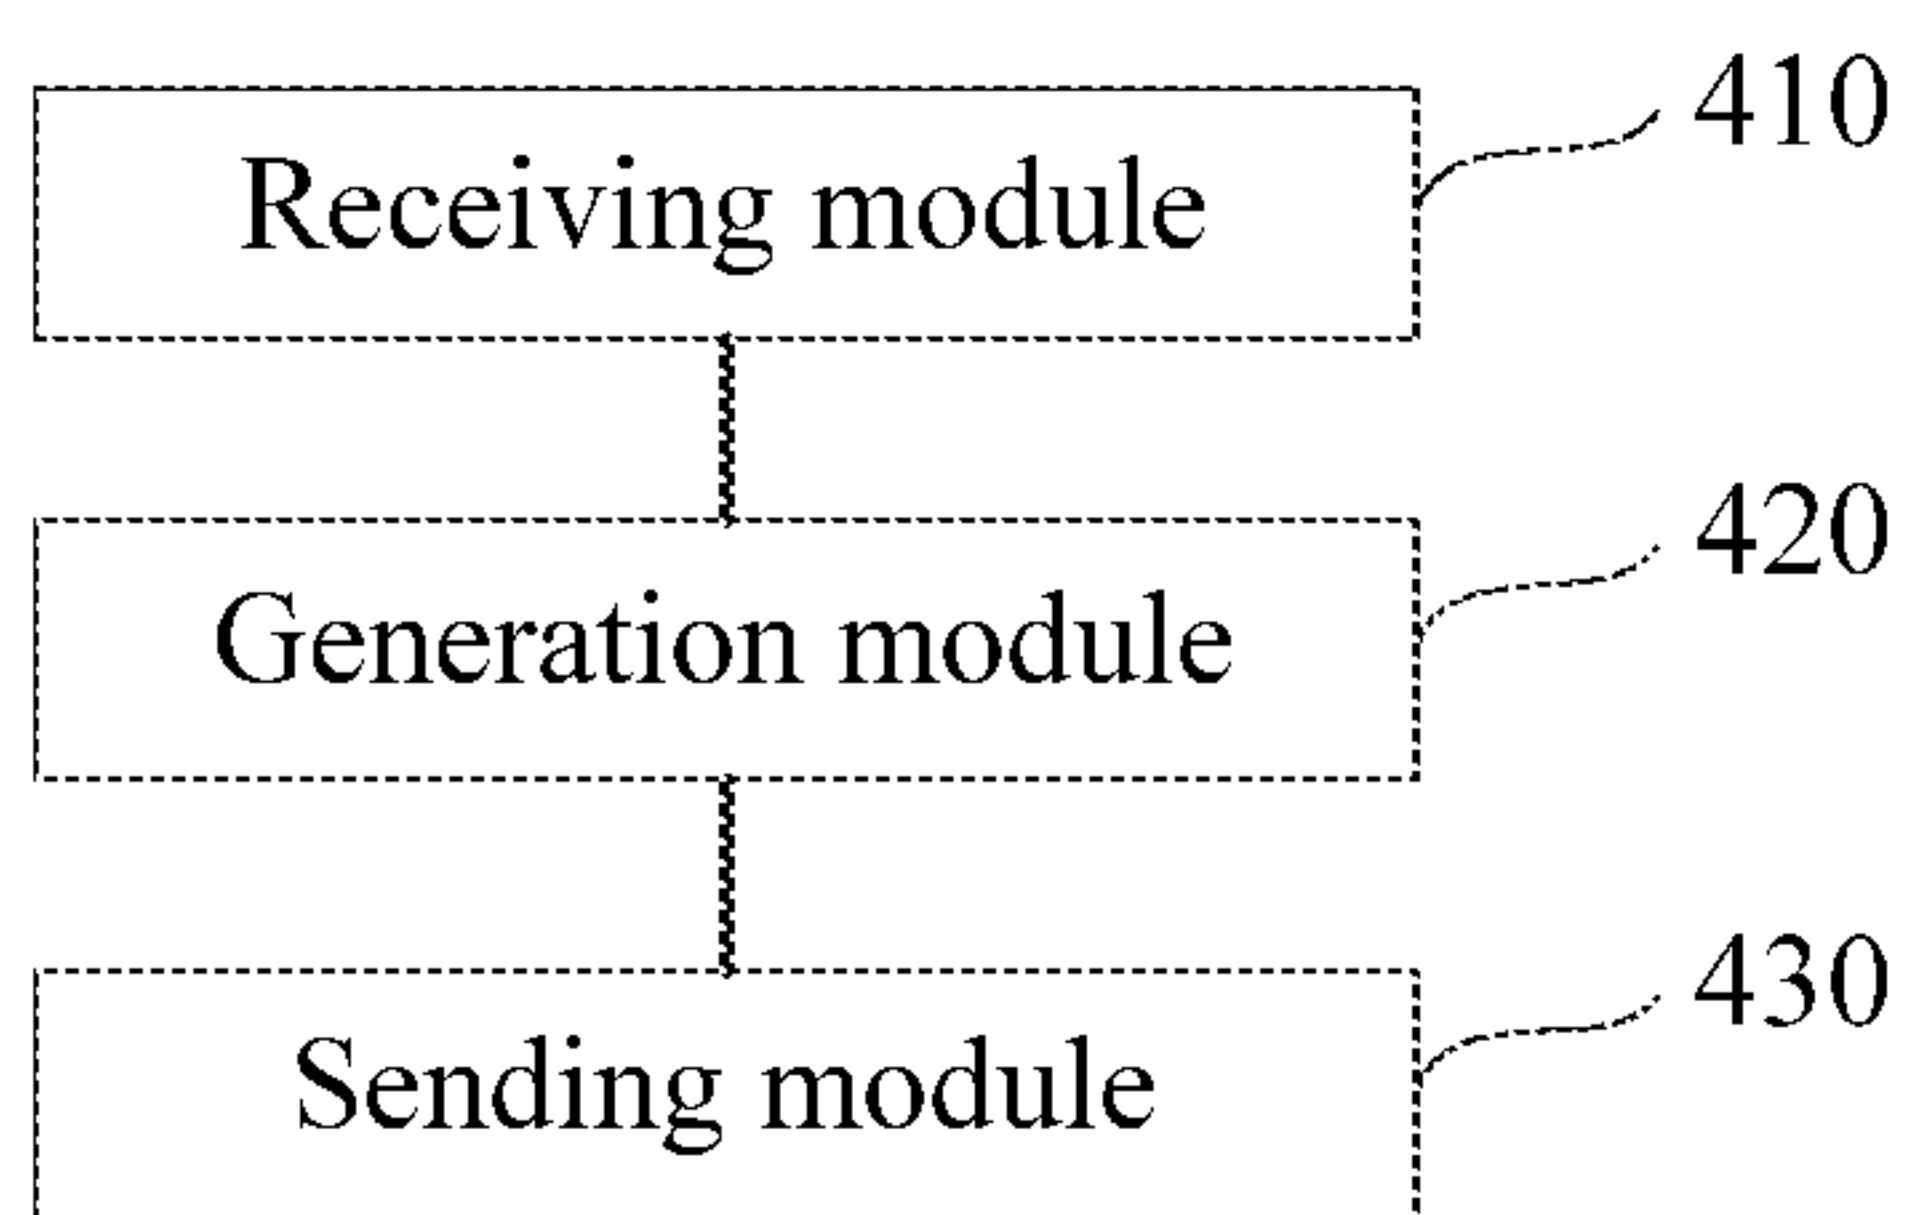 410
Receiving module
420
Generation module
430
Sending module